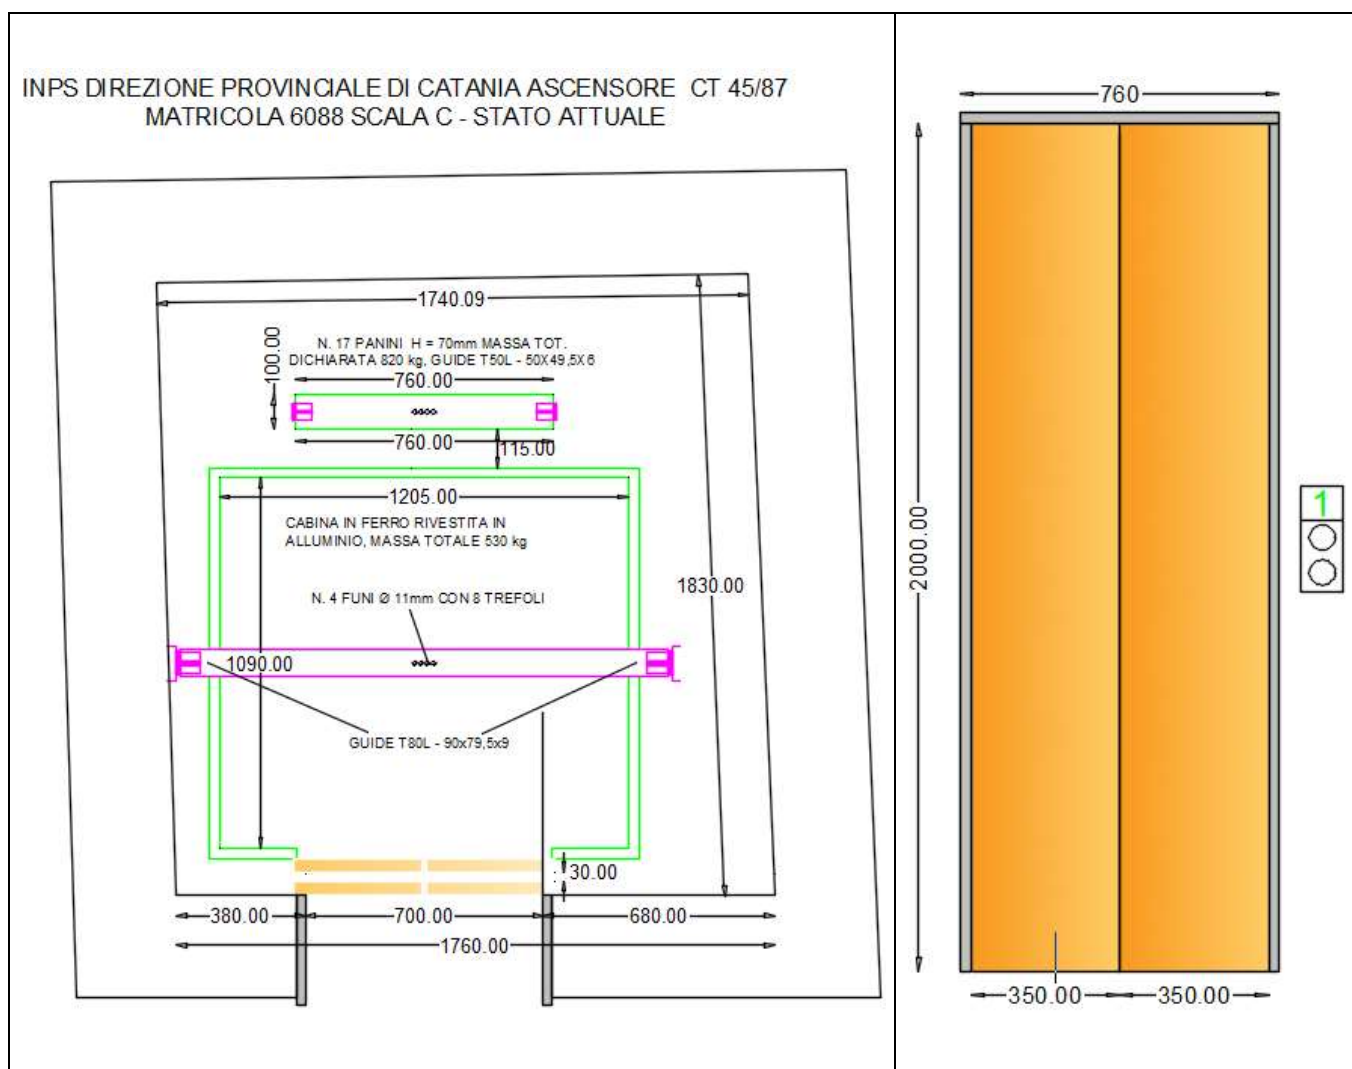 INPS DIREZIONE PROVINCIALE DI CATANIA ASCENSORE CT 45/87
MATRICOLA 6088 SCALA C - STATO ATTUALE
1740.09
N. 17 PANINI H = 70mm MASSA TOT.
DICHIARATA 820 kg, GUIDE T50L - 50X49,5X6
100.00
760.00
760.00
115.00
1205.00
CABINA IN FERRO RIVESTITA IN
ALLUMINIO, MASSA TOTALE 530 kg
1830.00
N. 4 FUNI Ø 11mm CON 8 TREFOLI
1090.00
GUIDE T80L - 90x79,5x9
30.00
380.00
700.00
680.00
1760.00
760
2000.00
1
350.00
350.00